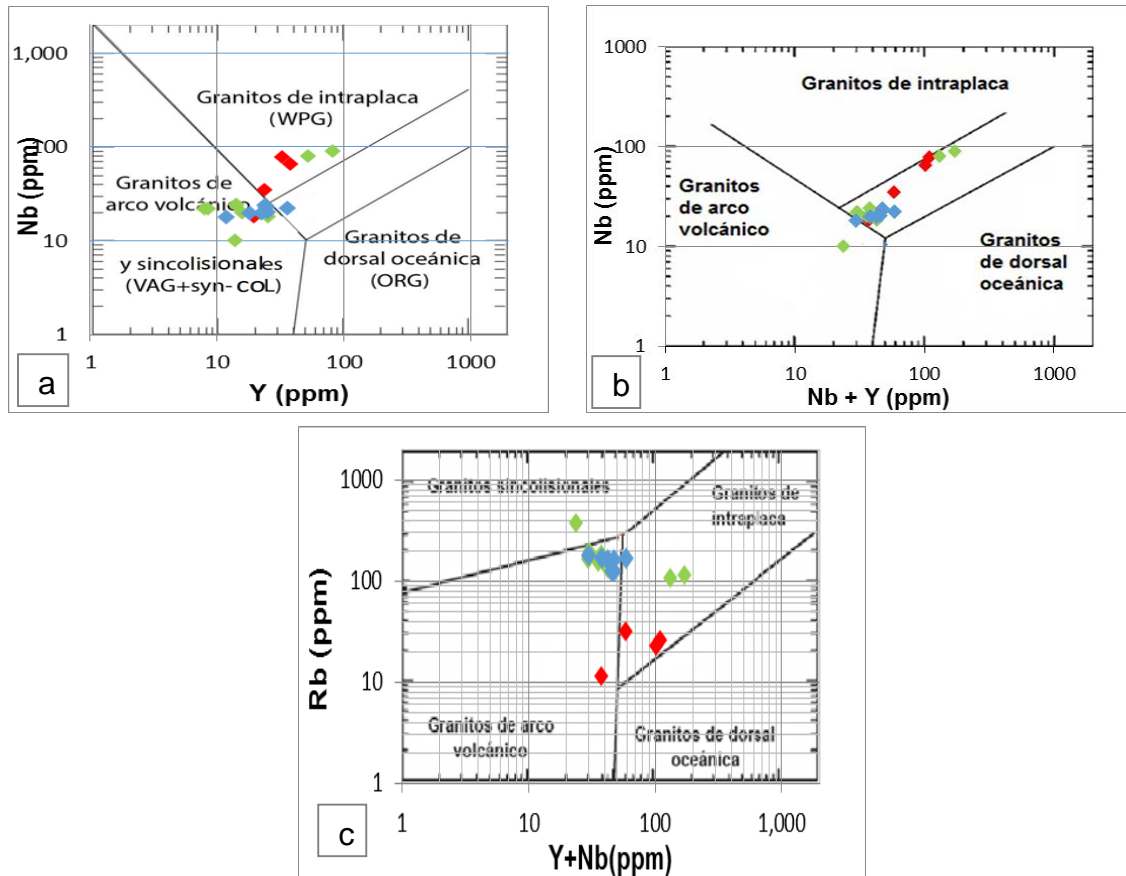 1,000
100
10
1
Nb (ppm)
Granitos de intraplaca
(WPG)
Granitos de
arco volcánico
y sincolisionales
(VAG+syn- COL)
Granitos de
dorsal oceánica
(ORG)
1
10
100
1000
Y (ppm)
a
1000
100
10
1
Nb (ppm)
Granitos de intraplaca
Granitos
de arco
volcánico
Granitos
de dorsal
oceánica
1
10
100
1000
Nb + Y (ppm)
b
1000
100
10
1
Rb (ppm)
Granitos sincolisionales
Granitos de
intraplaca
Granitos de arco
volcánico
Granitos de dorsal
oceánica
1
10
100
1,000
Y+Nb(ppm)
c